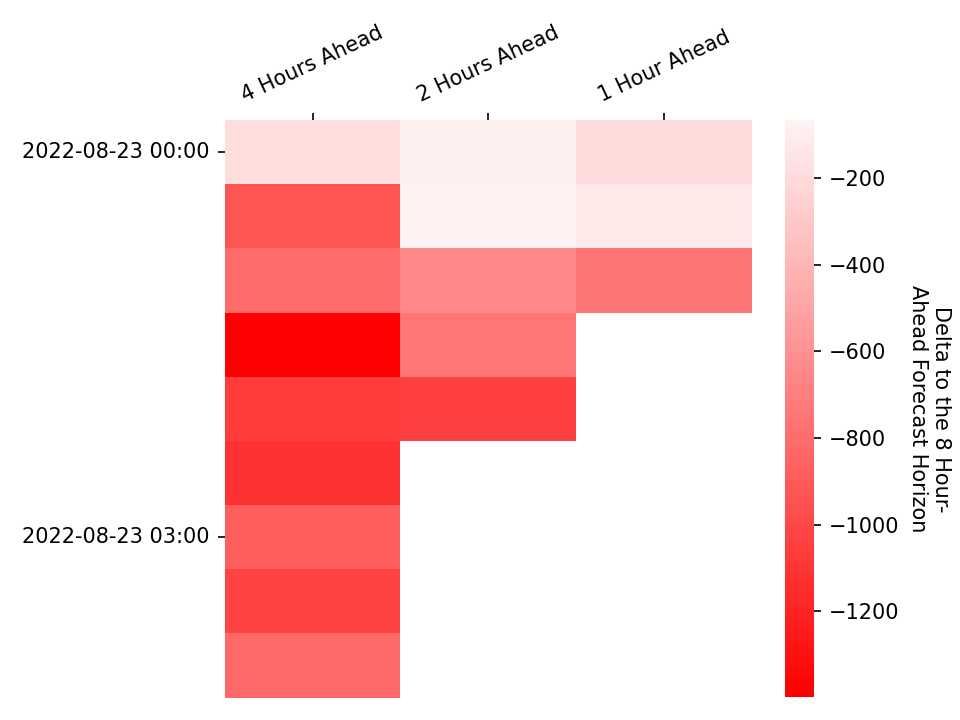 4 Hours Ahead
2 Hours Ahead
1 Hour Ahead
2022-08-23 00:00
2022-08-23 03:00
−200
−400
−600
−800
−1000
−1200
Delta to the 8 Hour-
Ahead Forecast Horizon